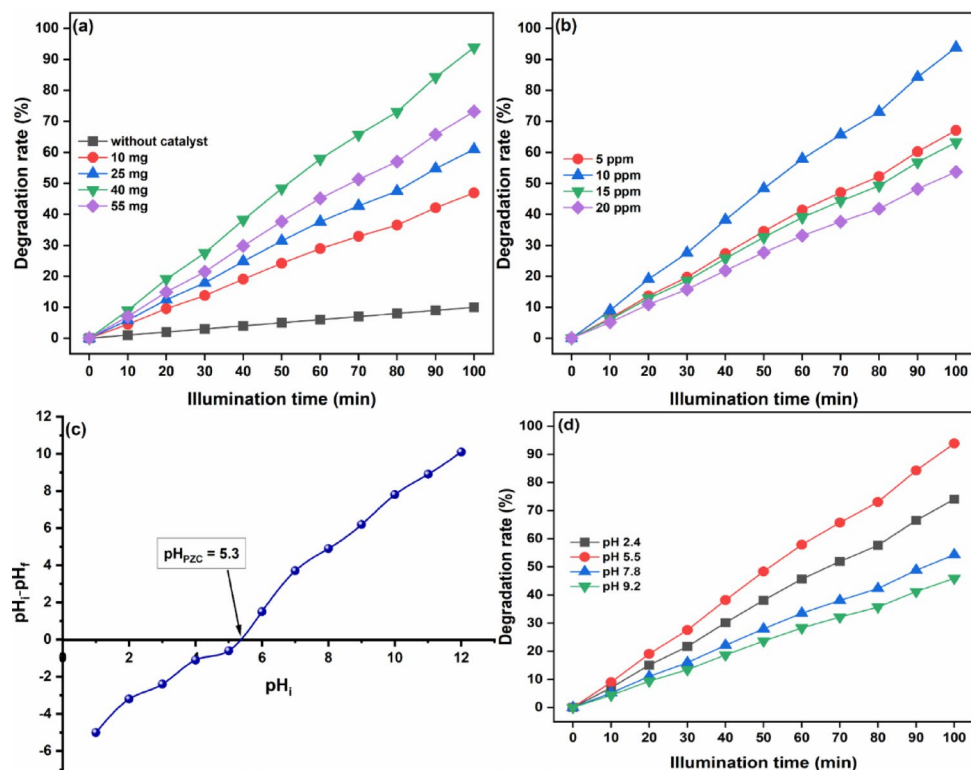 (a)
Degradation rate (%)
100
90
80
70
60
50
40
30
20
10
0
without catalyst
10 mg
25 mg
40 mg
55 mg
0 10 20 30 40 50 60 70 80 90 100
Illumination time (min)
(b)
Degradation rate (%)
100
90
80
70
60
50
40
30
20
10
0
5 ppm
10 ppm
15 ppm
20 ppm
0 10 20 30 40 50 60 70 80 90 100
Illumination time (min)
(c)
pHi-pHf
12
10
8
6
4
2
0
-2
-4
-6
pHPZC = 5.3
0 2 4 6 8 10 12
pHi
(d)
Degradation rate (%)
100
90
80
70
60
50
40
30
20
10
0
pH 2.4
pH 5.5
pH 7.8
pH 9.2
0 10 20 30 40 50 60 70 80 90 100
Illumination time (min)